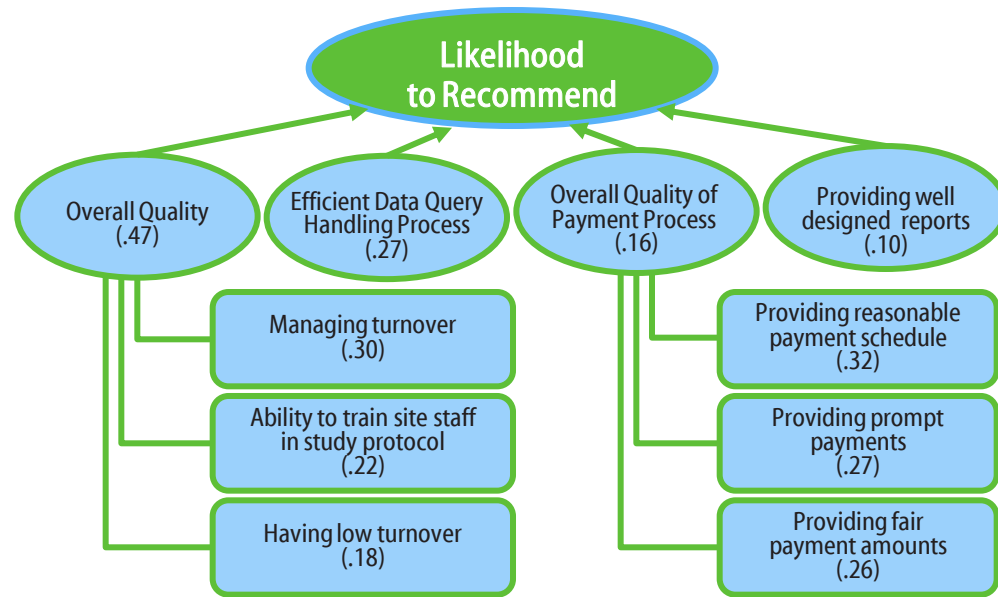 Likelihood
to Recommend
Overall Quality
(.47)
Efficient Data Query
Handling Process
(.27)
Overall Quality of
Payment Process
(.16)
Providing well
designed reports
(.10)
Managing turnover
(.30)
Ability to train site staff
in study protocol
(.22)
Having low turnover
(.18)
Providing reasonable
payment schedule
(.32)
Providing prompt
payments
(.27)
Providing fair
payment amounts
(.26)